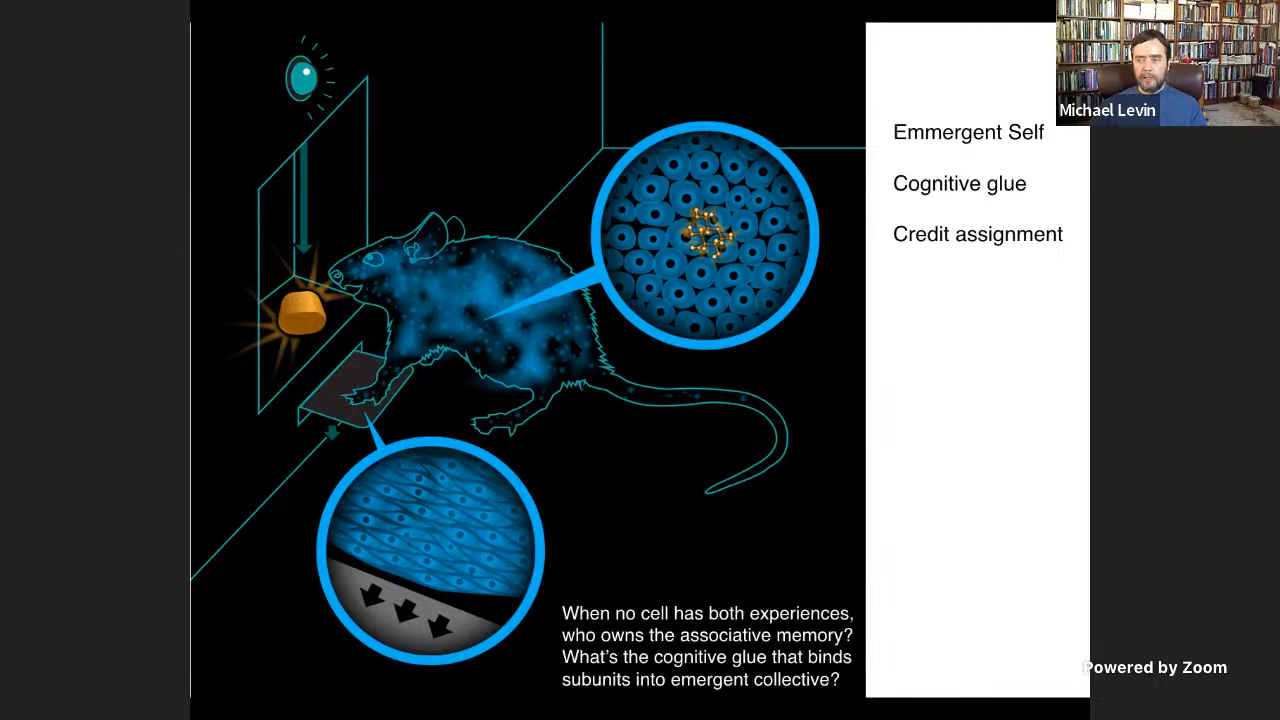 Michael Levin
Emmergent Self
Cognitive glue
Credit assignment
When no cell has both experiences,
who owns the associative memory?
What's the cognitive glue that binds
subunits into emergent collective?
Powered by Zoom